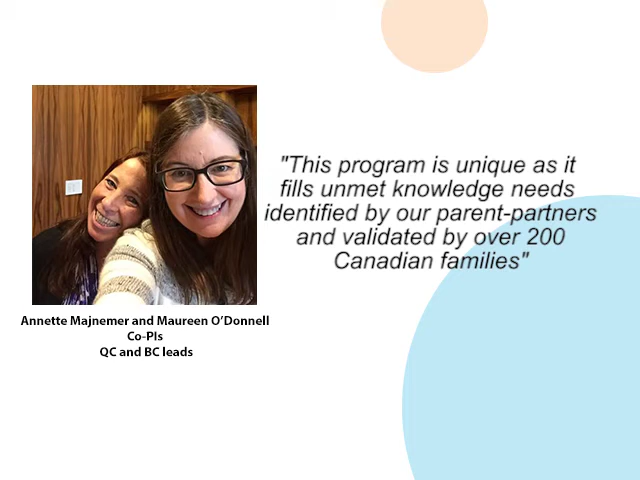 "This program is unique as it
fills unmet knowledge needs
identified by our parent-partners
and validated by over 200
Canadian families"
Annette Majnemer and Maureen O'Donnell
Co-PIs
QC and BC leads